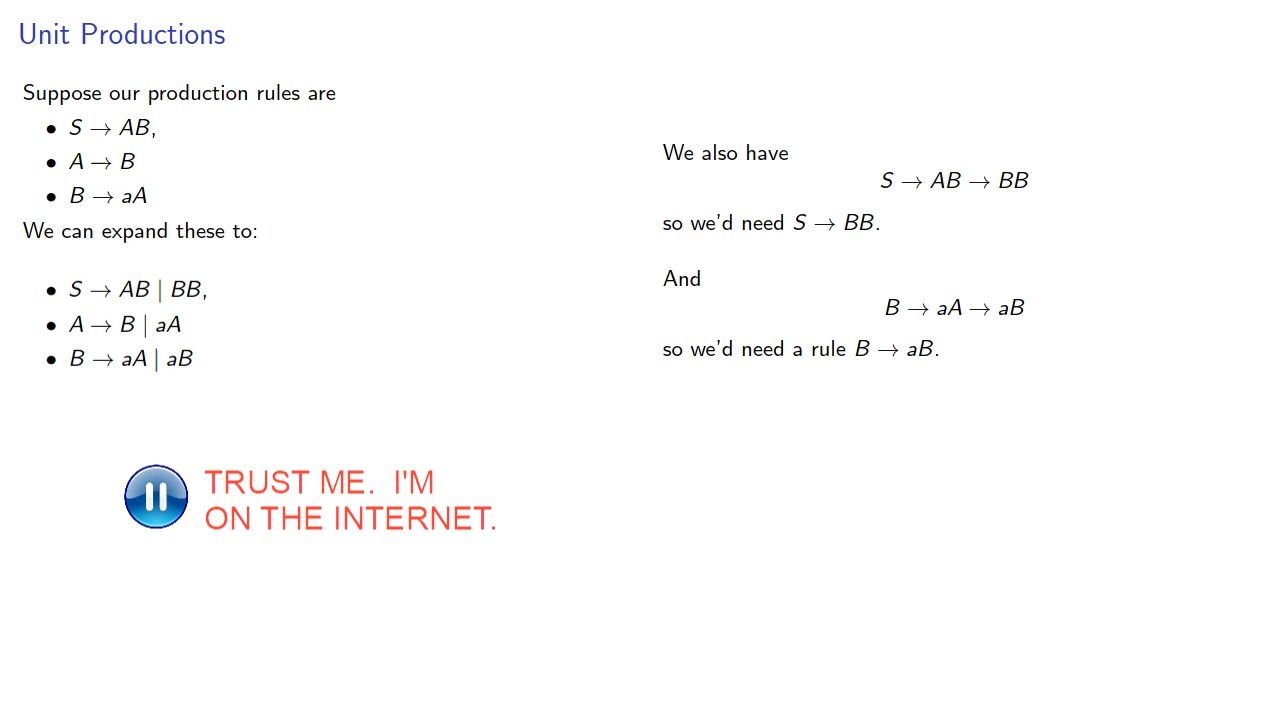 Unit Productions
Suppose our production rules are
• S → AB,
• A → B
• B → aA
We can expand these to:
• S → AB | BB,
• A → B | aA
• B → aA | aB
TRUST ME. I'M
ON THE INTERNET.
We also have
S → AB → BB
so we'd need S → BB.
And
B → aA → aB
so we'd need a rule B → aB.